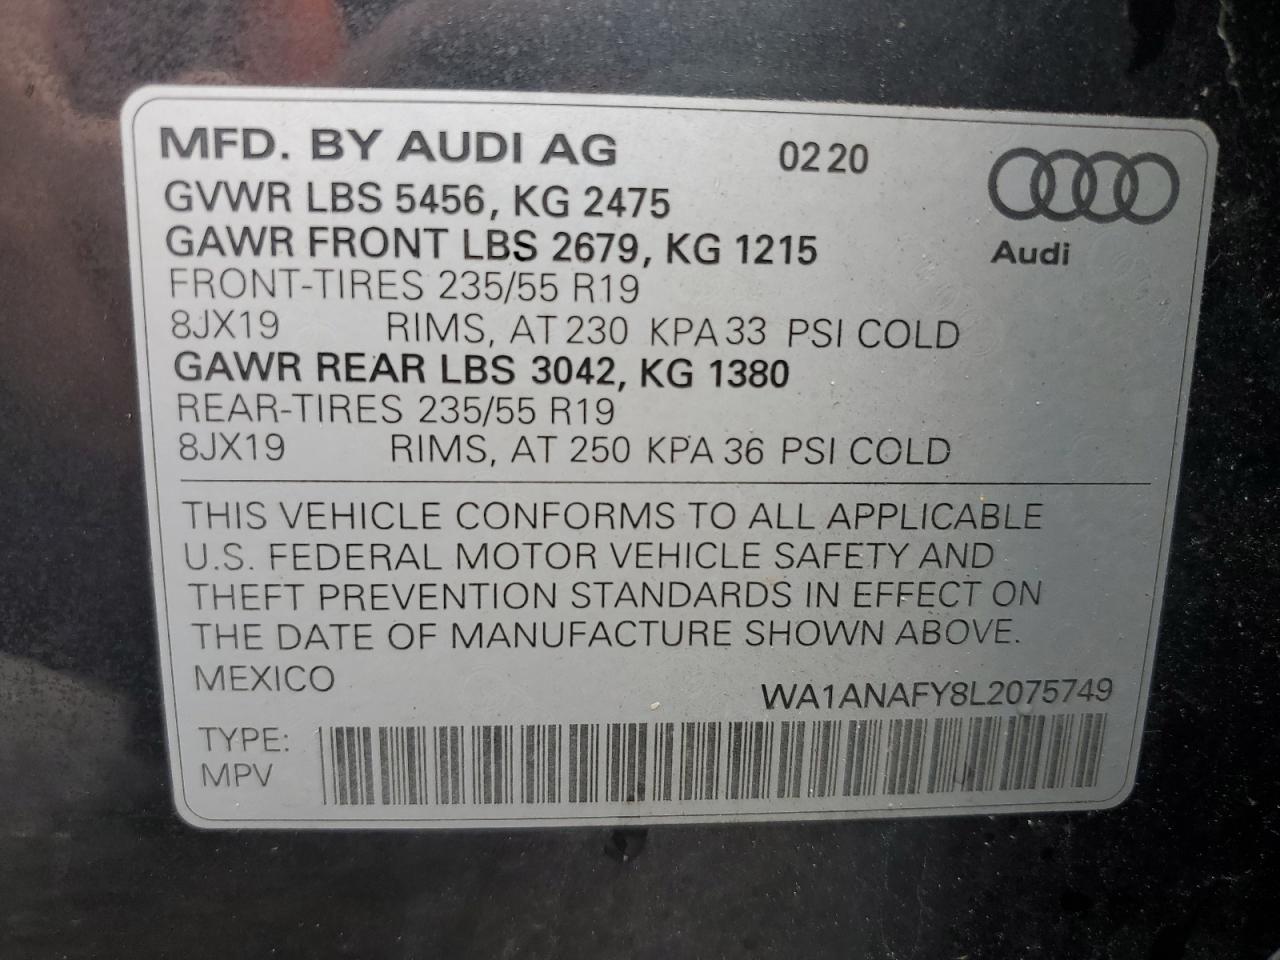 MFD. BY AUDI AG 0220
GVWR LBS 5456, KG 2475
GAWR FRONT LBS 2679, KG 1215
Audi
FRONT-TIRES 235/55 R19
8JX19 RIMS, AT 230 KPA 33 PSI COLD
GAWR REAR LBS 3042, KG 1380
REAR-TIRES 235/55 R19
8JX19 RIMS, AT 250 KPA 36 PSI COLD
THIS VEHICLE CONFORMS TO ALL APPLICABLE
U.S. FEDERAL MOTOR VEHICLE SAFETY AND
THEFT PREVENTION STANDARDS IN EFFECT ON
THE DATE OF MANUFACTURE SHOWN ABOVE.
MEXICO
WA1ANAFY8L2075749
TYPE:
MPV